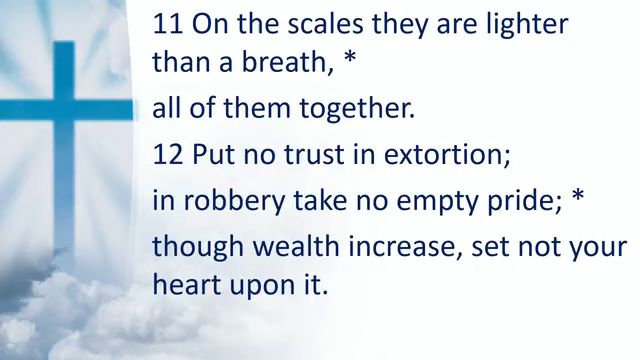 11 On the scales they are lighter
than a breath, *
all of them together.
12 Put no trust in extortion;
in robbery take no empty pride; *
though wealth increase, set not your
heart upon it.